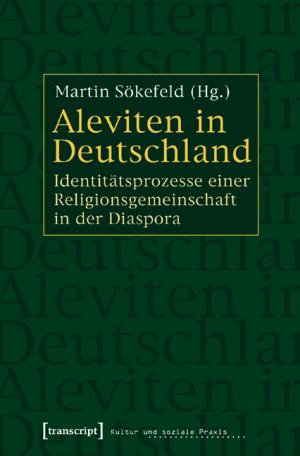 Martin Sökefeld (Hg.)
Aleviten in
Deutschland
Identitätsprozesse einer
Religionsgemeinschaft
in der Diaspora
[transcript] Kultur und soziale Praxis